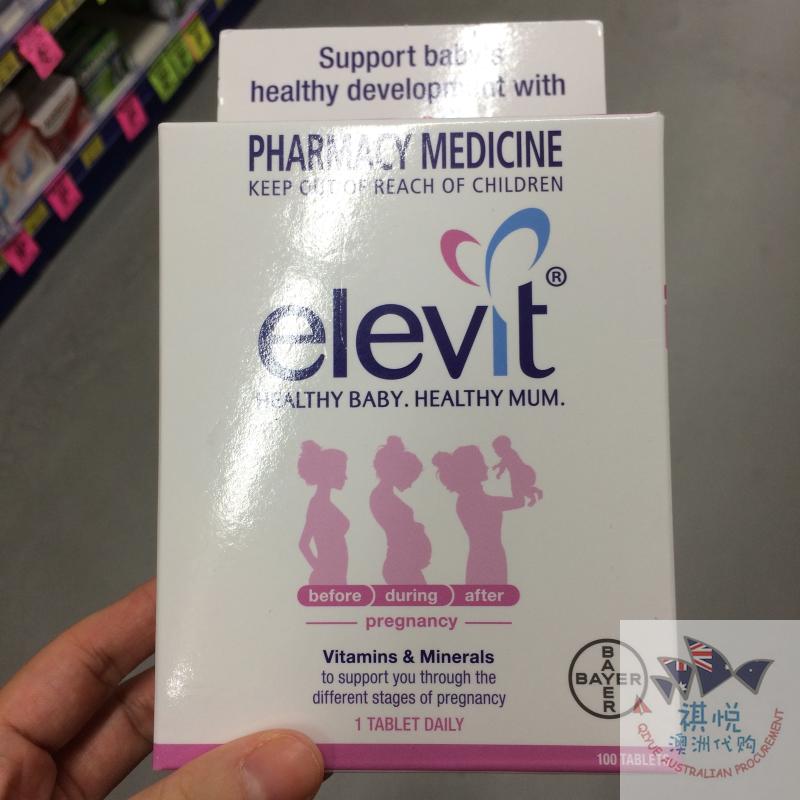 Support baby's
healthy development with
PHARMACY MEDICINE
KEEP OUT OF REACH OF CHILDREN
elevit®
HEALTHY BABY. HEALTHY MUM.
before during after
pregnancy
Vitamins & Minerals
to support you through the
different stages of pregnancy
1 TABLET DAILY
BAYER
BAYER
100 TABLETS
祺悦
澳洲代购
QIYUE AUSTRALIAN PROCUREMENT